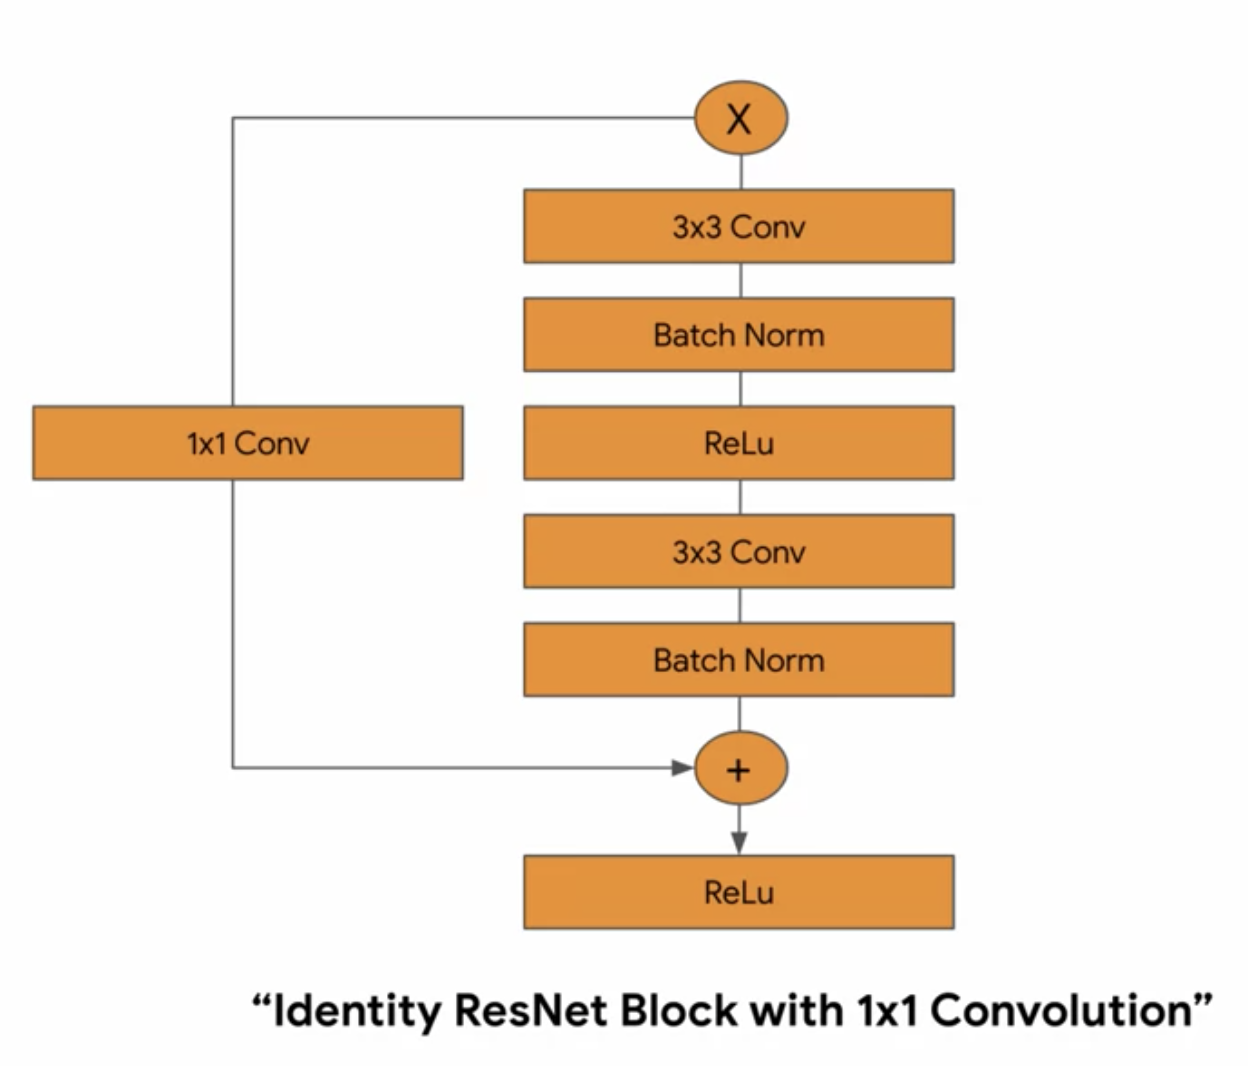 X
3x3 Conv
Batch Norm
1x1 Conv
ReLu
3x3 Conv
Batch Norm
+
ReLu
“Identity ResNet Block with 1x1 Convolution”